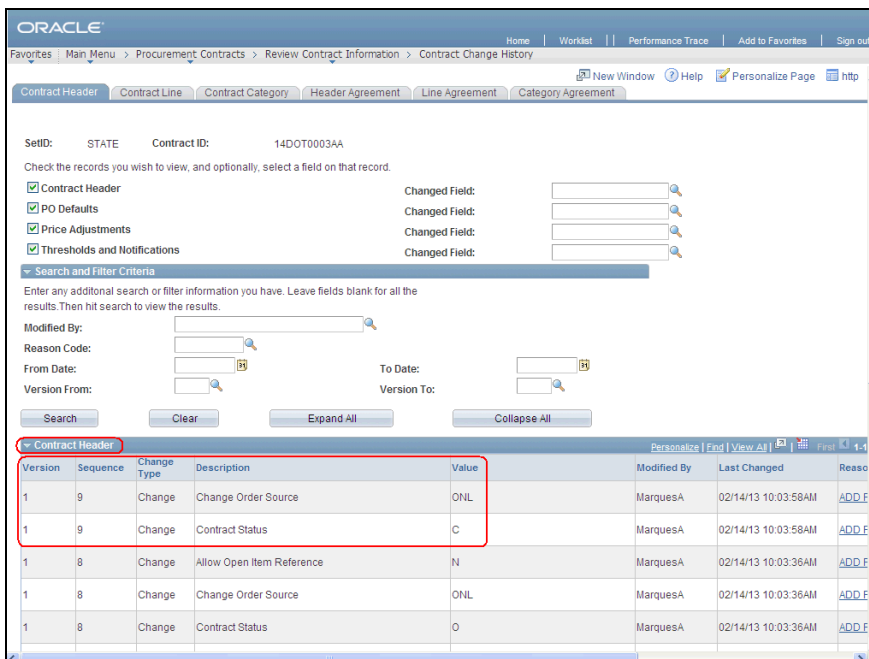 ORACLE
Home | Worklist | | Performance Trace | Add to Favorites | Sign out
Favorites | Main Menu > Procurement Contracts > Review Contract Information > Contract Change History
New Window ? Help Personalize Page http
Contract Header Contract Line Contract Category Header Agreement Line Agreement Category Agreement
SetID: STATE Contract ID: 14DOT0003AA
Check the records you wish to view, and optionally, select a field on that record.
Contract Header Changed Field:
PO Defaults Changed Field:
Price Adjustments Changed Field:
Thresholds and Notifications Changed Field:
Search and Filter Criteria
Enter any additonal search or filter information you have. Leave fields blank for all the
results.Then hit search to view the results.
Modified By:
Reason Code:
From Date: To Date:
Version From: Version To:
Search Clear Expand All Collapse All
Contract Header Personalize | Find | View All | | First 1-1
Version Sequence Change Type Description Value Modified By Last Changed Reaso
1 9 Change Change Order Source ONL MarquesA 02/14/13 10:03:58AM ADD F
1 9 Change Contract Status C MarquesA 02/14/13 10:03:58AM ADD F
1 8 Change Allow Open Item Reference N MarquesA 02/14/13 10:03:36AM ADD F
1 8 Change Change Order Source ONL MarquesA 02/14/13 10:03:36AM ADD F
1 8 Change Contract Status O MarquesA 02/14/13 10:03:36AM ADD F